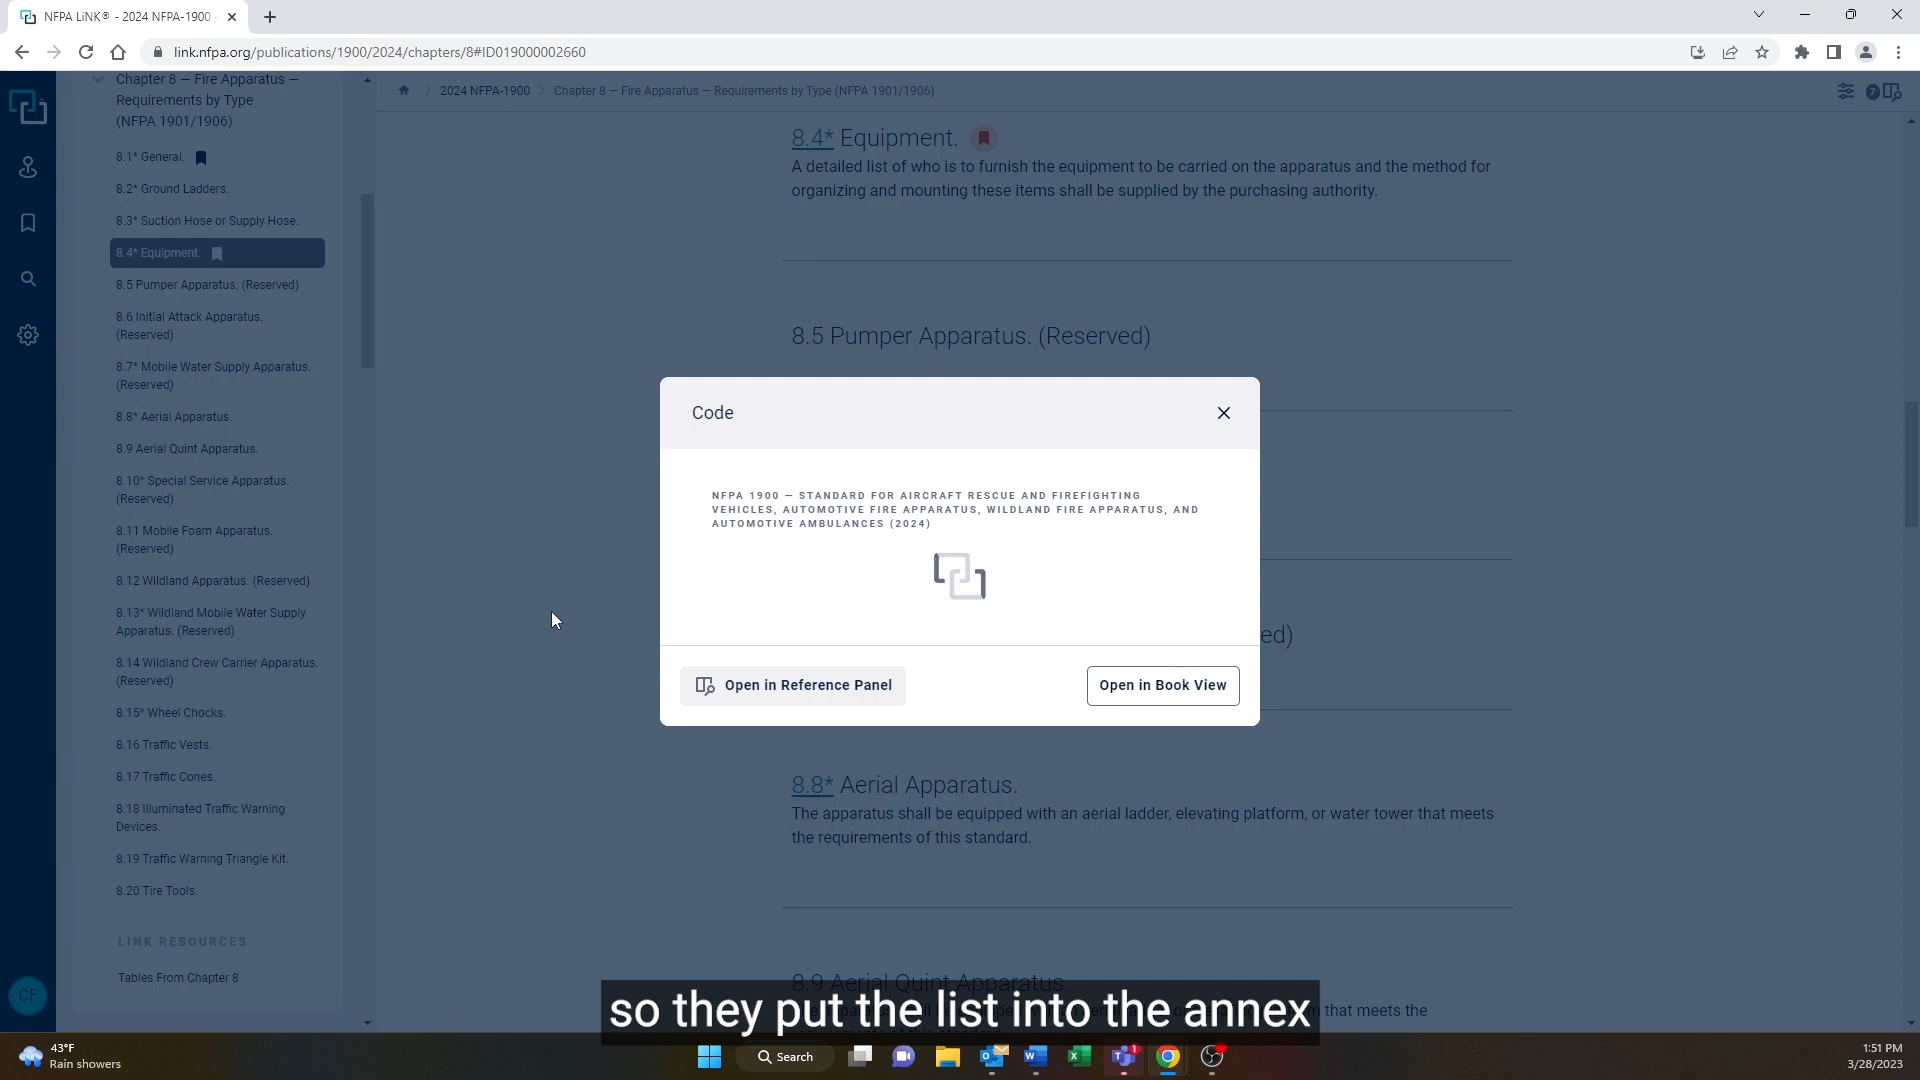 NFPA LiNK® - 2024 NFPA-1900 -
link.nfpa.org/publications/1900/2024/chapters/8#ID019000002660
Chapter 8 — Fire Apparatus —
Requirements by Type
(NFPA 1901/1906)
8.1* General.
8.2* Ground Ladders.
8.3* Suction Hose or Supply Hose.
8.4* Equipment.
8.5 Pumper Apparatus. (Reserved)
8.6 Initial Attack Apparatus.
(Reserved)
8.7* Mobile Water Supply Apparatus.
(Reserved)
8.8* Aerial Apparatus.
8.9 Aerial Quint Apparatus.
8.10* Special Service Apparatus.
(Reserved)
8.11 Mobile Foam Apparatus.
(Reserved)
8.12 Wildland Apparatus. (Reserved)
8.13* Wildland Mobile Water Supply
Apparatus. (Reserved)
8.14 Wildland Crew Carrier Apparatus.
(Reserved)
8.15* Wheel Chocks.
8.16 Traffic Vests.
8.17 Traffic Cones.
8.18 Illuminated Traffic Warning
Devices.
8.19 Traffic Warning Triangle Kit.
8.20 Tire Tools.
LINK RESOURCES
Tables From Chapter 8
CF
2024 NFPA-1900
Chapter 8 — Fire Apparatus — Requirements by Type (NFPA 1901/1906)
7
8.4* Equipment.
A detailed list of who is to furnish the equipment to be carried on the apparatus and the method for
organizing and mounting these items shall be supplied by the purchasing authority.
8.5 Pumper Apparatus. (Reserved)
Code
NFPA 1900 — STANDARD FOR AIRCRAFT RESCUE AND FIREFIGHTING
VEHICLES, AUTOMOTIVE FIRE APPARATUS, WILDLAND FIRE APPARATUS, AND
AUTOMOTIVE AMBULANCES (2024)
ed)
Open in Reference Panel
Open in Book View
8.8* Aerial Apparatus.
The apparatus shall be equipped with an aerial ladder, elevating platform, or water tower that meets
the requirements of this standard.
8.9 Aerial Quint Apparatus.
m that meets the
so they put the list into the annex
43°F
Rain showers
Search
1
1:51 PM
3/28/2023